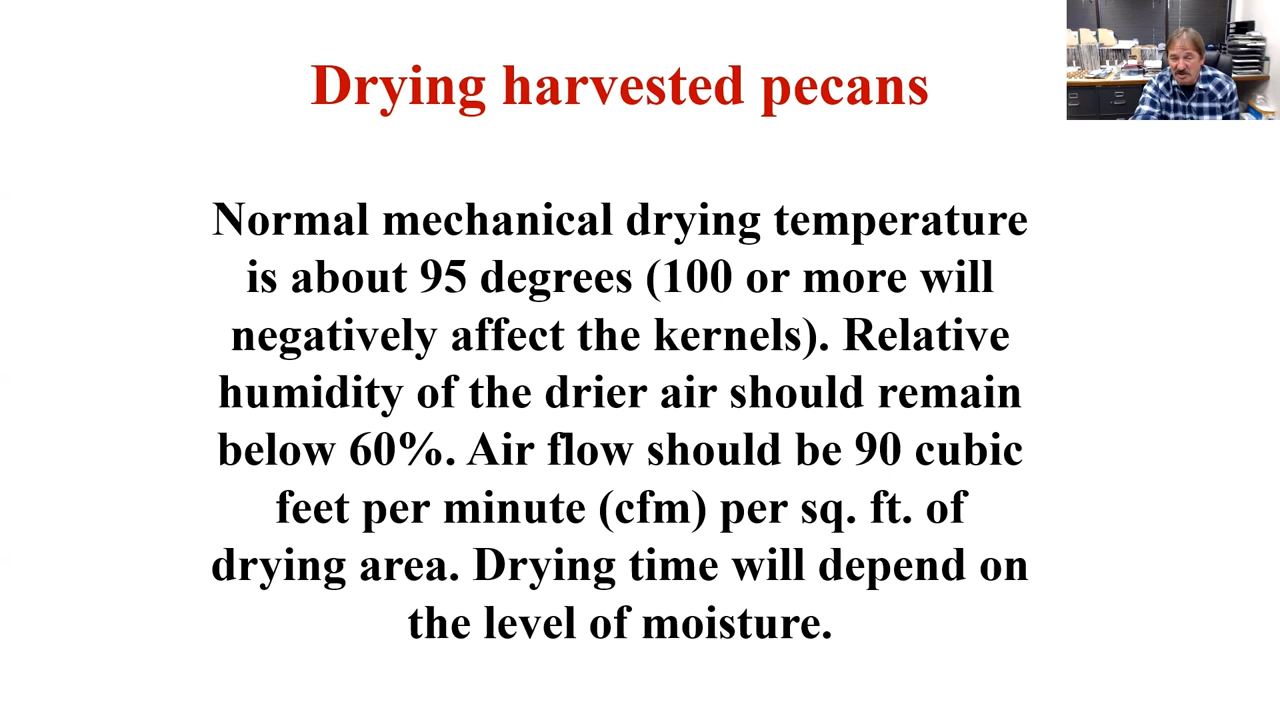 Drying harvested pecans
Normal mechanical drying temperature
is about 95 degrees (100 or more will
negatively affect the kernels). Relative
humidity of the drier air should remain
below 60%. Air flow should be 90 cubic
feet per minute (cfm) per sq. ft. of
drying area. Drying time will depend on
the level of moisture.